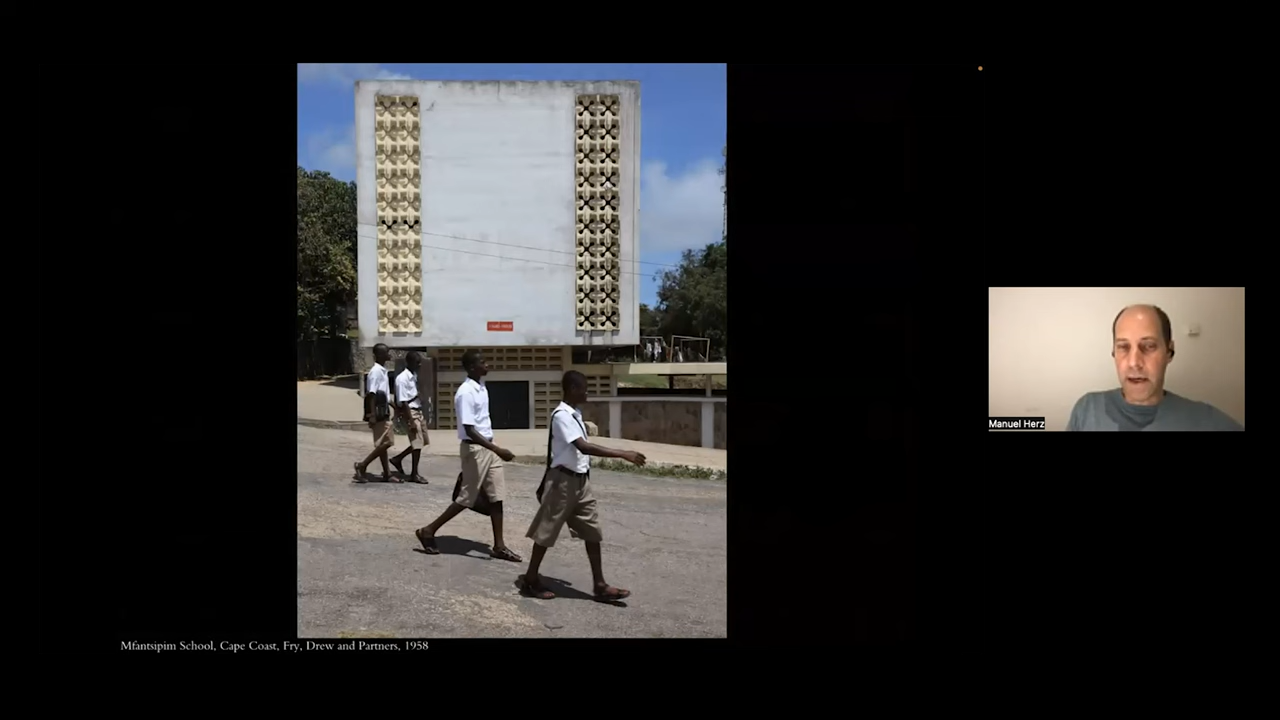 Manuel Herz
Mfantsipim School, Cape Coast, Fry, Drew and Partners, 1958